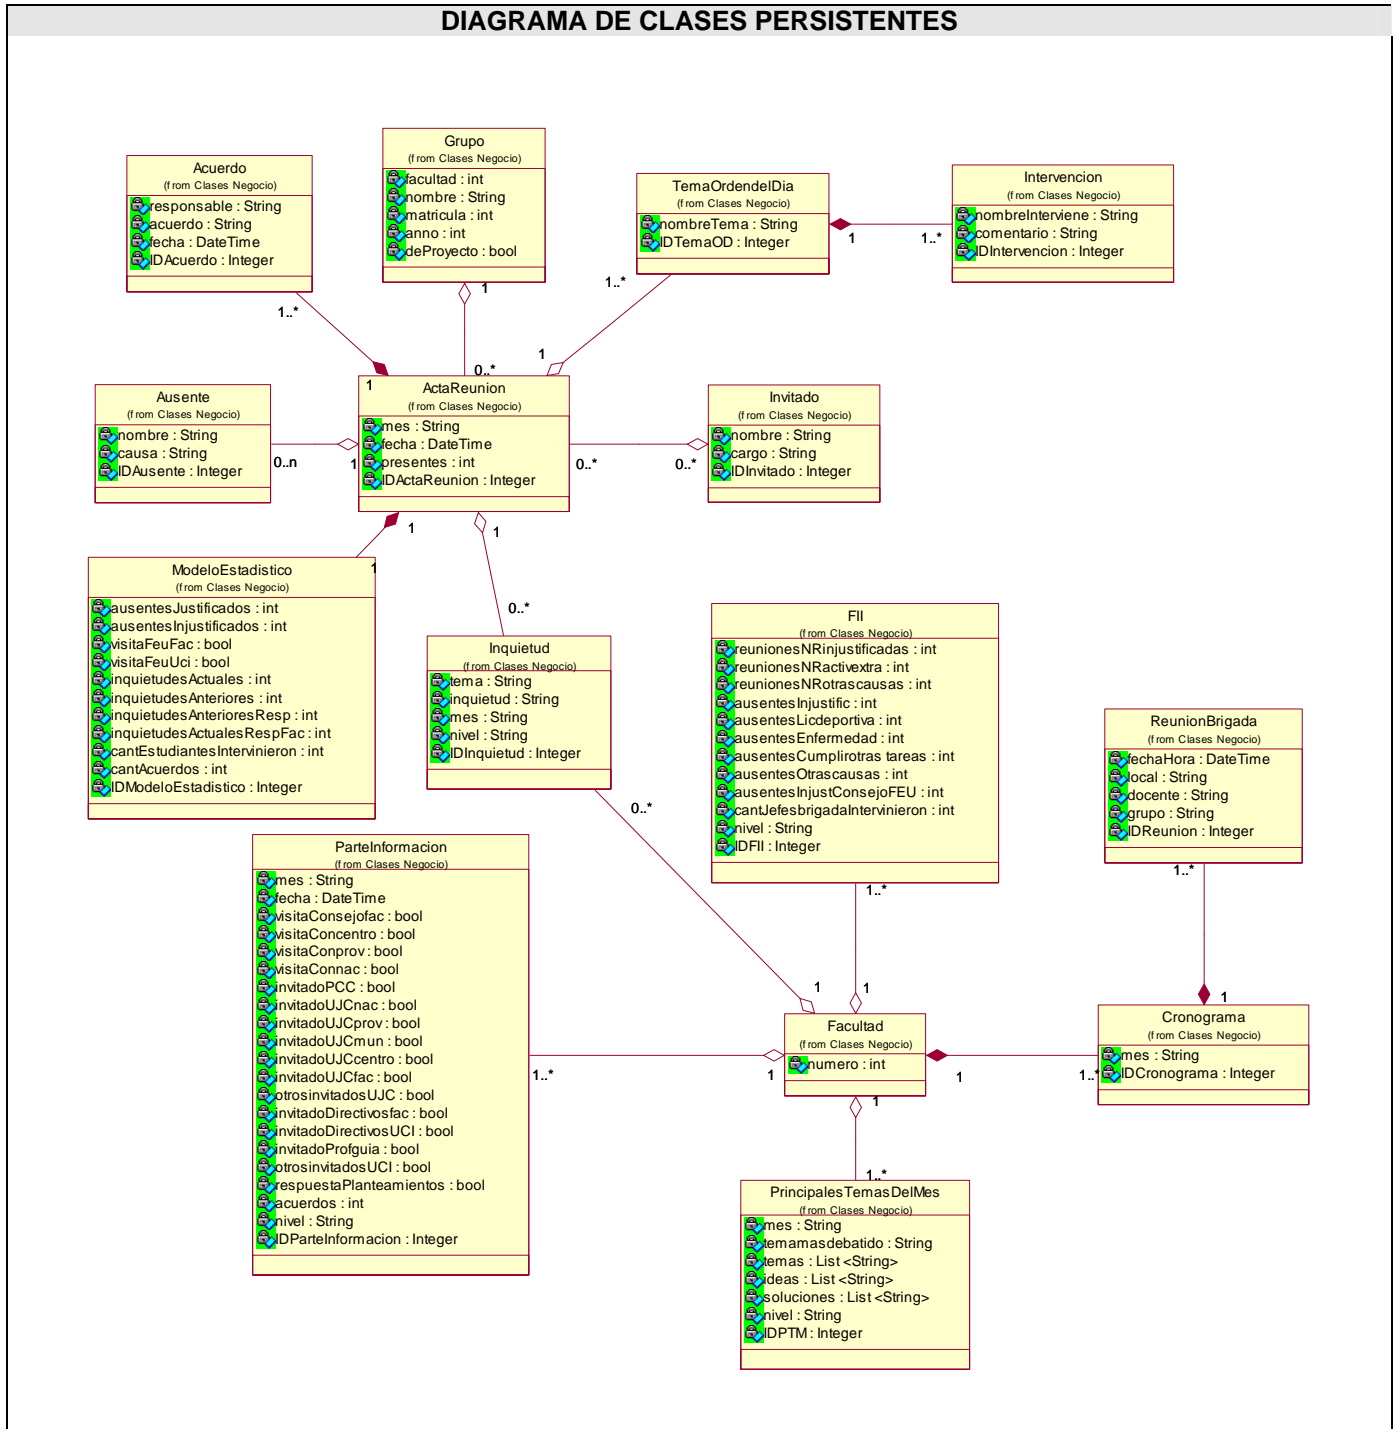 DIAGRAMA DE CLASES PERSISTENTES
Grupo
(from Clases Negocio)
facultad : int
nombre : String
matricula : int
anno : int
deProyecto : bool
Acuerdo
(from Clases Negocio)
responsable : String
acuerdo : String
fecha : DateTime
IDAcuerdo : Integer
TemaOrdendelDia
(from Clases Negocio)
nombreTema : String
IDTemaOD : Integer
Intervencion
(from Clases Negocio)
nombreInterviene : String
comentario : String
IDIntervencion : Integer
1
1..*
1..*
1
1..*
1
0..*
1
Ausente
(from Clases Negocio)
nombre : String
causa : String
IDAusente : Integer
0..n
1
ActaReunion
(from Clases Negocio)
mes : String
fecha : DateTime
presentes : int
IDActaReunion : Integer
0..*
0..*
Invitado
(from Clases Negocio)
nombre : String
cargo : String
IDInvitado : Integer
1
1
1
0..*
ModeloEstadistico
(from Clases Negocio)
ausentesJustificados : int
ausentesInjustificados : int
visitaFeuFac : bool
visitaFeuUci : bool
inquietudesActuales : int
inquietudesAnteriores : int
inquietudesAnterioresResp : int
inquietudesActualesRespFac : int
cantEstudiantesIntervinieron : int
cantAcuerdos : int
IDModeloEstadistico : Integer
Inquietud
(from Clases Negocio)
tema : String
inquietud : String
mes : String
nivel : String
IDInquietud : Integer
0..*
1
FII
(from Clases Negocio)
reunionesNRinjustificadas : int
reunionesNRactivextra : int
reunionesNRotrascausas : int
ausentesInjustific : int
ausentesLicdeportiva : int
ausentesEnfermedad : int
ausentesCumplirotras tareas : int
ausentesOtrascausas : int
ausentesInjustConsejoFEU : int
cantJefesbrigadaIntervinieron : int
nivel : String
IDFII : Integer
1..*
1
ReunionBrigada
(from Clases Negocio)
fechaHora : DateTime
local : String
docente : String
grupo : String
IDReunion : Integer
1..*
1
ParteInformacion
(from Clases Negocio)
mes : String
fecha : DateTime
visitaConsejofac : bool
visitaConcentro : bool
visitaConprov : bool
visitaConnac : bool
invitadoPCC : bool
invitadoUJCnac : bool
invitadoUJCprov : bool
invitadoUJCmun : bool
invitadoUJCcentro : bool
invitadoUJCfac : bool
otrosinvitadosUJC : bool
invitadoDirectivosfac : bool
invitadoDirectivosUCI : bool
invitadoProfguia : bool
otrosinvitadosUCI : bool
respuestaPlanteamientos : bool
acuerdos : int
nivel : String
IDParteInformacion : Integer
1..*
1
Facultad
(from Clases Negocio)
numero : int
1
1..*
Cronograma
(from Clases Negocio)
mes : String
IDCronograma : Integer
1
1..*
PrincipalesTemasDelMes
(from Clases Negocio)
mes : String
temamasdebatido : String
temas : List <String>
ideas : List <String>
soluciones : List <String>
nivel : String
IDPTM : Integer